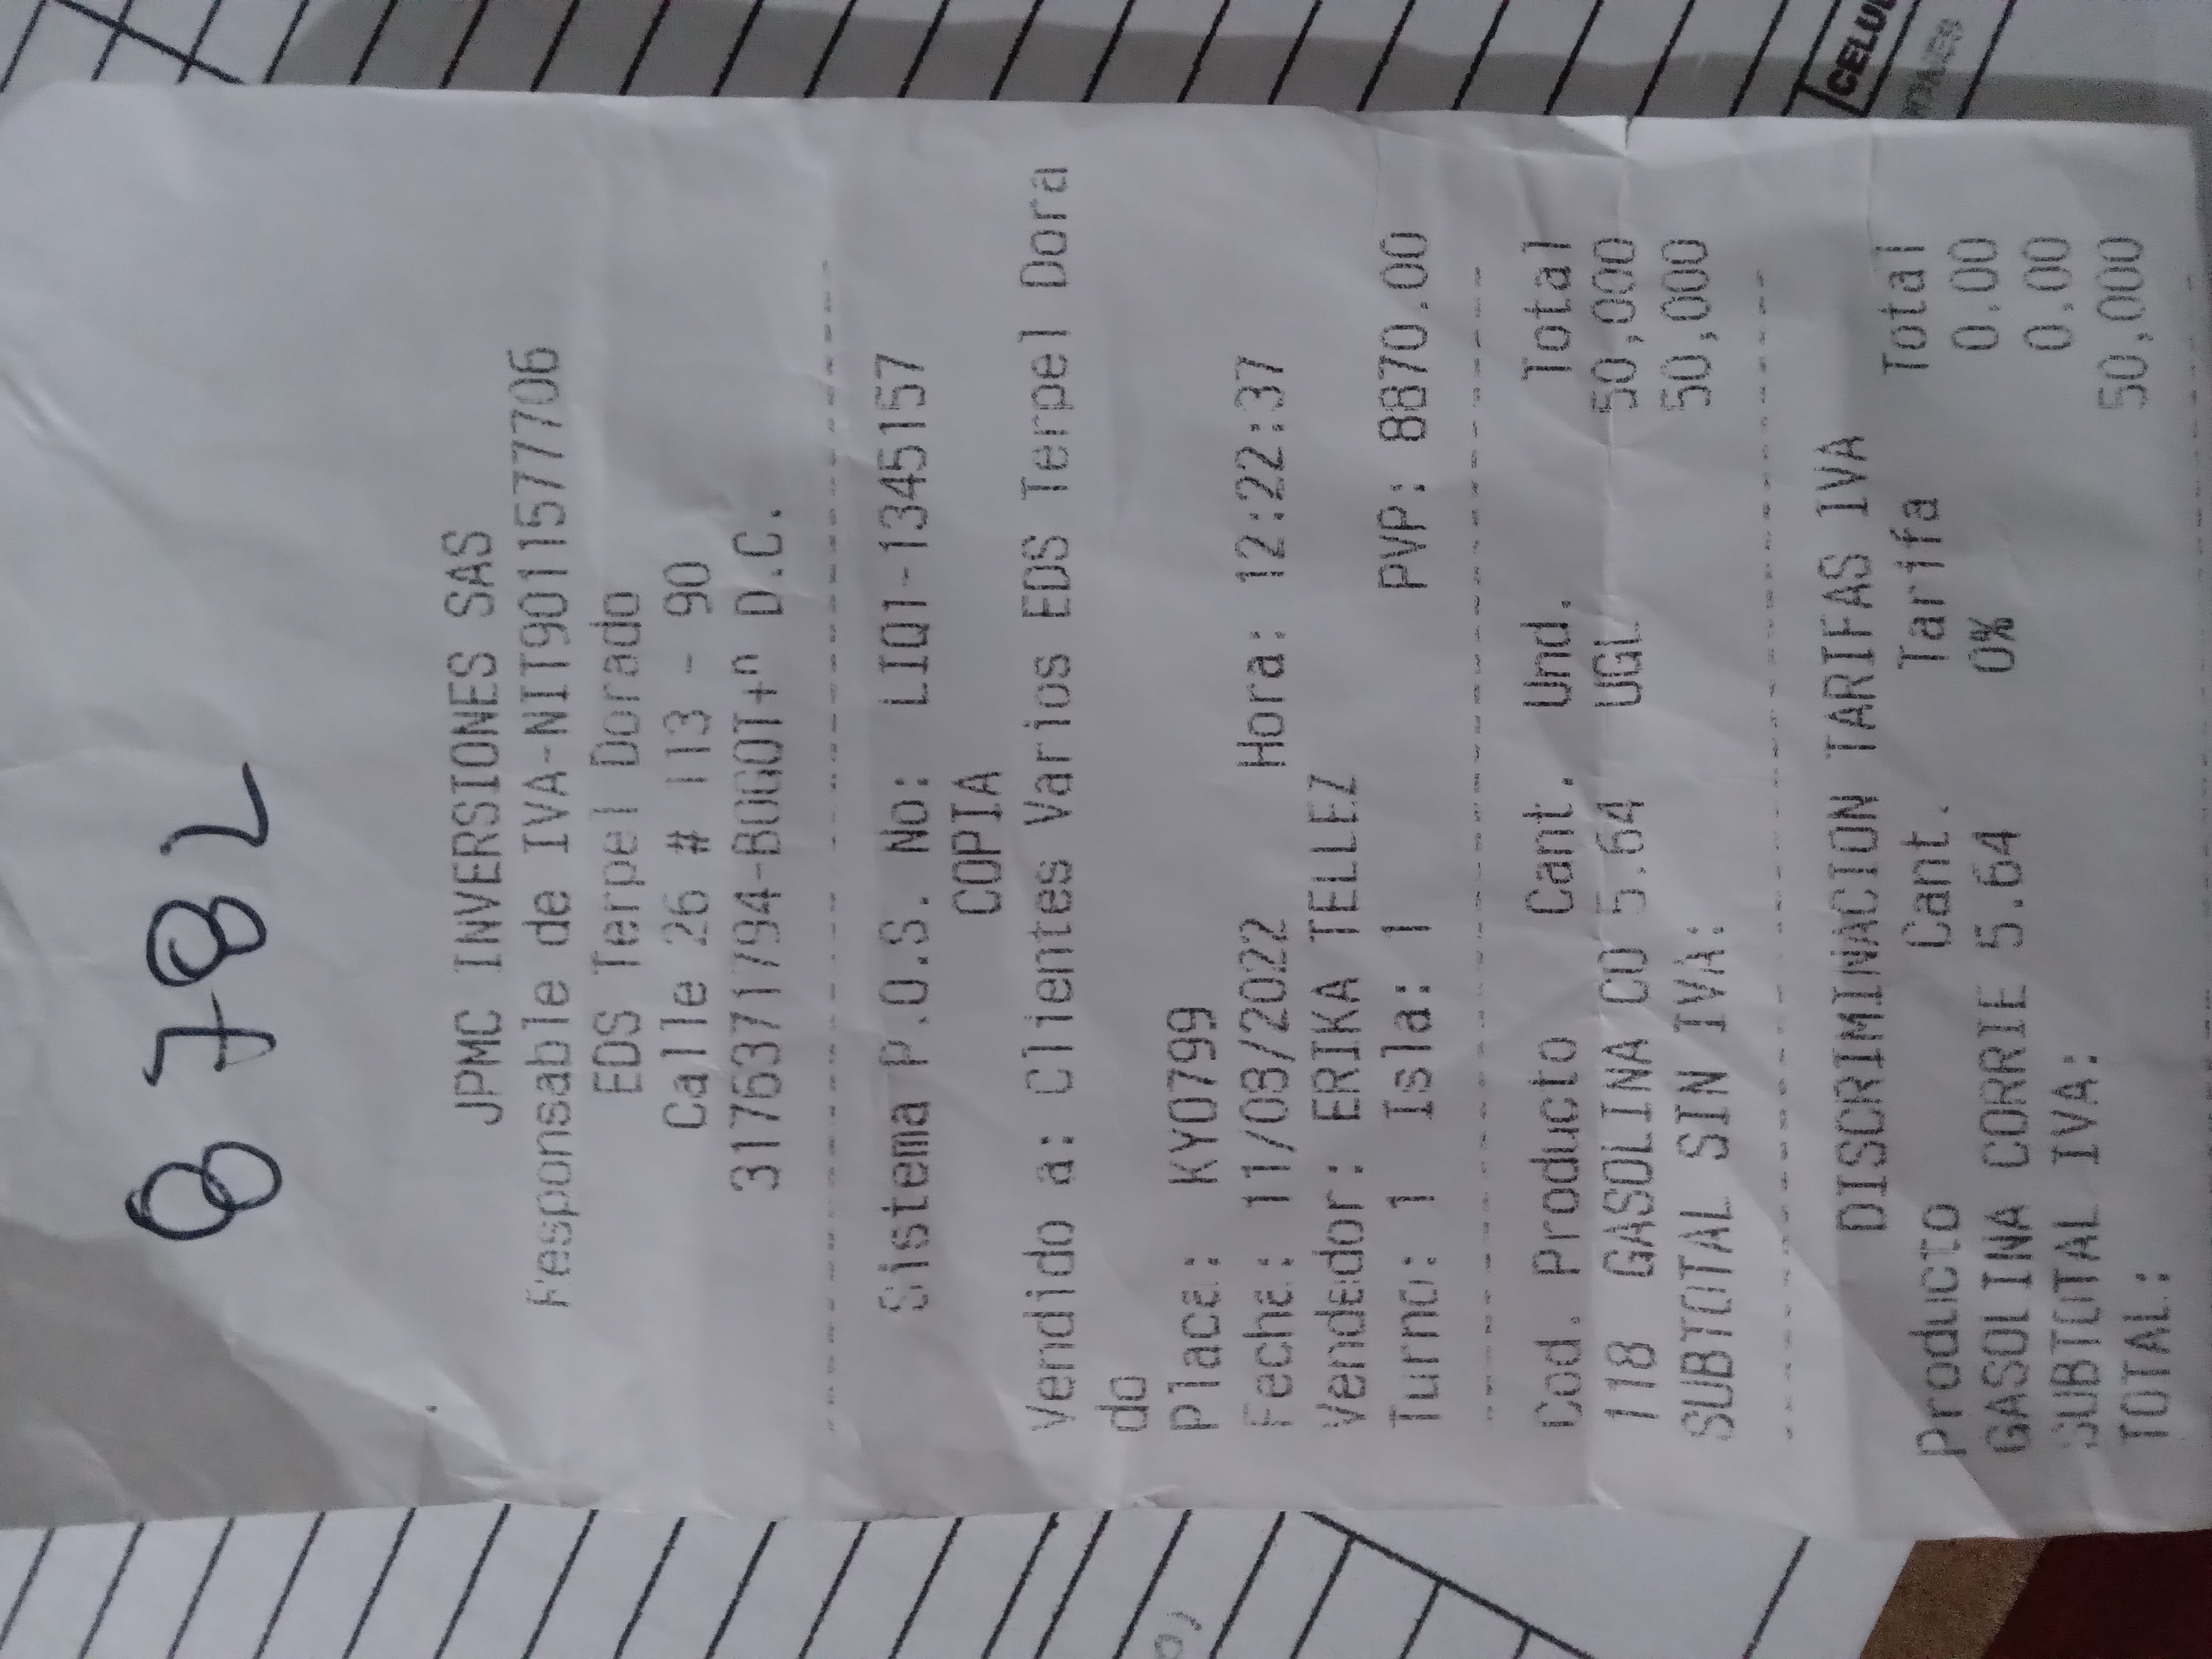 8782
JPMC INVERSIONES SAS
Responsable de IVA-NIT9011577706
EDS Terpel Dorado
Calle 26 # 113 - 90
3176371794-BOGOT+n D.C.
Sistema P.O.S. No: LIQ1-1345157
COPIA
Vendido a: Clientes Varios EDS Terpel Dora
do
Placa: KYO799
Fecha: 11/08/2022 Hora: 12:22:37
Vendedor: ERIKA TELLEZ
Turno: 1 Isla: 1 PVP: 8870.00
Cod. Producto Cant. Und. Total
118 GASOLINA CO 5.64 UGL 50,000
SUBTOTAL SIN IVA: 50,000
DISCRIMINACION TARIFAS IVA
Producto Cant. Tarifa Total
GASOLINA CORRIE 5.64 0% 0.00
SUBTOTAL IVA: 0.00
TOTAL: 50,000